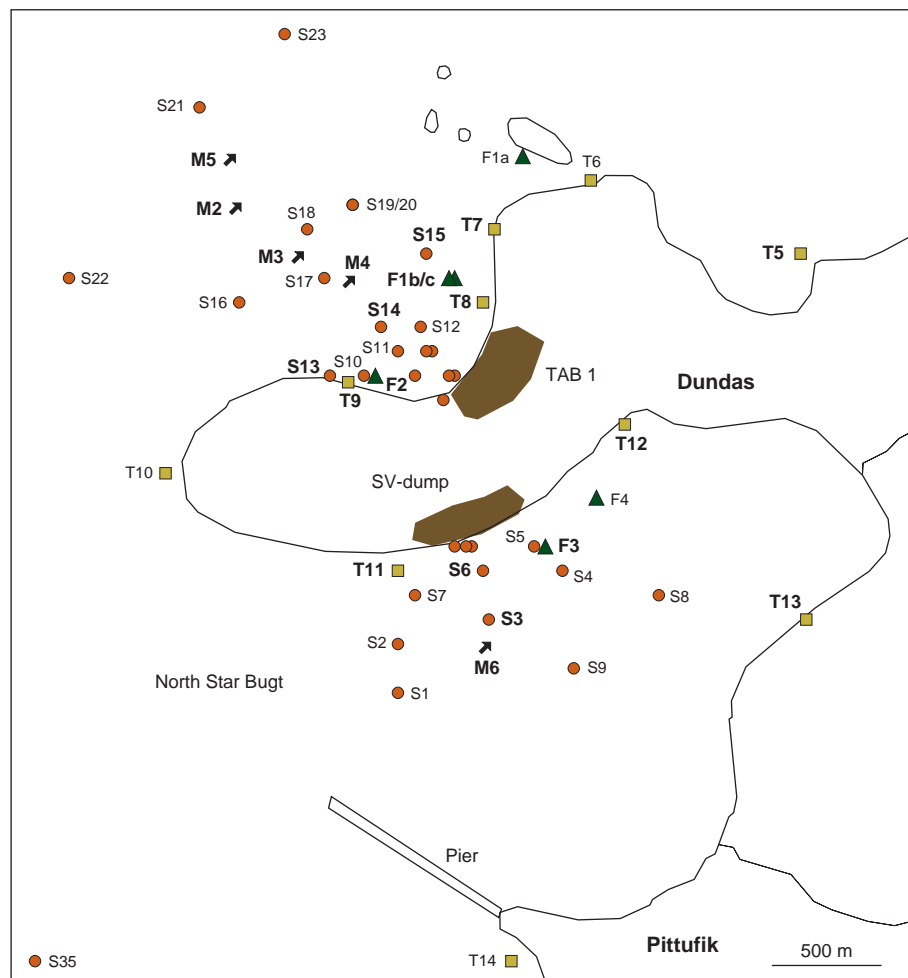 S23
S21
M5
F1a
T6
M2
S19/20
S18
S15
T7
M3
M4
T5
S22
S17
F1b/c
S16
T8
S14
S12
S11
S13
S10
F2
TAB 1
T9
Dundas
T12
T10
SV-dump
F4
S5
F3
T11
S6
S4
S7
S8
T13
S3
S2
M6
S9
North Star Bugt
S1
Pier
Pittufik
500 m
S35
T14